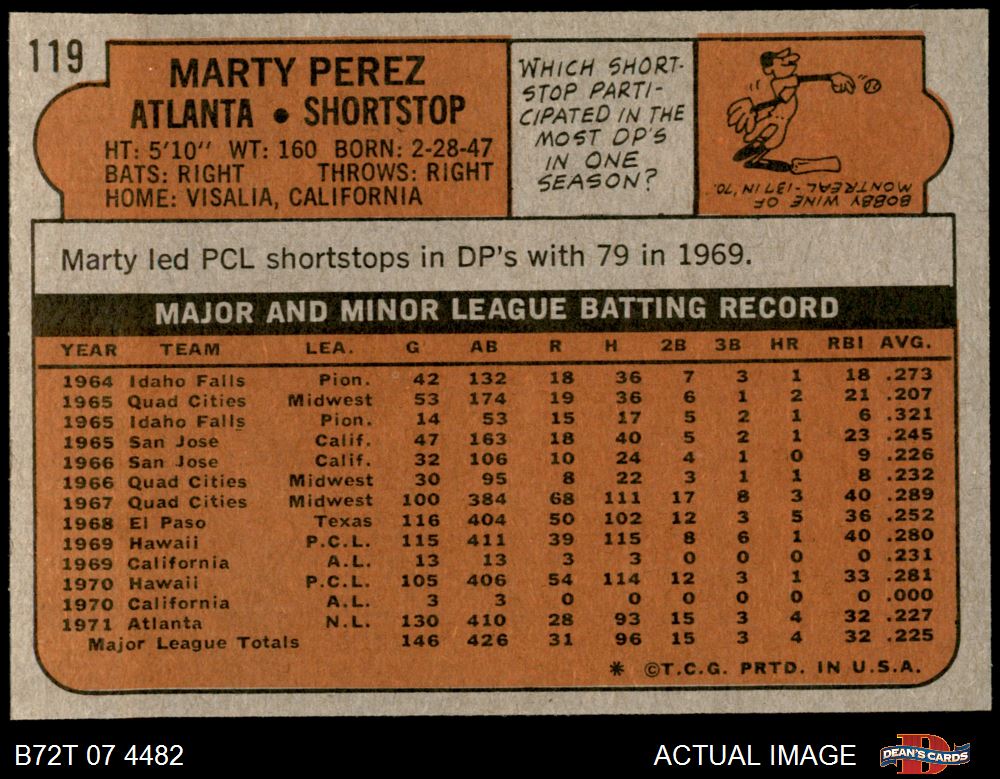 119
MARTY PEREZ
ATLANTA • SHORTSTOP
HT: 5'10" WT: 160 BORN: 2-28-47
BATS: RIGHT THROWS: RIGHT
HOME: VISALIA, CALIFORNIA
WHICH SHORT-
STOP PARTI-
CIPATED IN THE
MOST DP'S
IN ONE
SEASON?
BOBBY WINE OF
MONTREAL-137 IN '70.
Marty led PCL shortstops in DP's with 79 in 1969.
MAJOR AND MINOR LEAGUE BATTING RECORD
YEAR TEAM LEA. G AB R H 2B 3B HR RBI AVG.
1964 Idaho Falls Pion. 42 132 18 36 7 3 1 18 .273
1965 Quad Cities Midwest 53 174 19 36 6 1 2 21 .207
1965 Idaho Falls Pion. 14 53 15 17 5 2 1 6 .321
1965 San Jose Calif. 47 163 18 40 5 2 1 23 .245
1966 San Jose Calif. 32 106 10 24 4 1 0 9 .226
1966 Quad Cities Midwest 30 95 8 22 3 1 1 8 .232
1967 Quad Cities Midwest 100 384 68 111 17 8 3 40 .289
1968 El Paso Texas 116 404 50 102 12 3 5 36 .252
1969 Hawaii P.C.L. 115 411 39 115 8 6 1 40 .280
1969 California A.L. 13 13 3 3 0 0 0 0 .231
1970 Hawaii P.C.L. 105 406 54 114 12 3 1 33 .281
1970 California A.L. 3 3 0 0 0 0 0 0 .000
1971 Atlanta N.L. 130 410 28 93 15 3 4 32 .227
Major League Totals 146 426 31 96 15 3 4 32 .225
* ©T.C.G. PRTD. IN U.S.A.
B72T 07 4482
ACTUAL IMAGE
DEAN'S CARDS